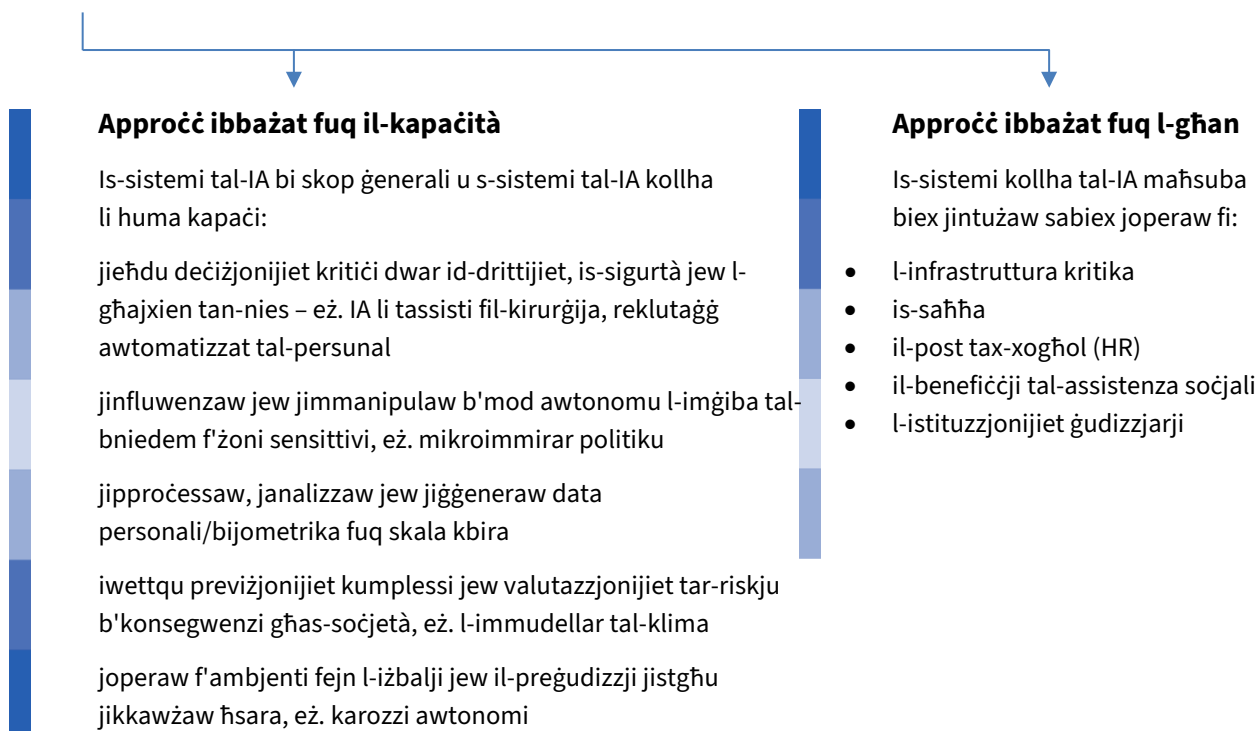 Approċċ ibbażat fuq il-kapaċità
Is-sistemi tal-IA bi skop ġenerali u s-sistemi tal-IA kollha
li huma kapaċi:
jieħdu deċiżjonijiet kritiċi dwar id-drittijiet, is-sigurtà jew l-
għajxien tan-nies – eż. IA li tassisti fil-kirurġija, reklutaġġ
awtomatizzat tal-persunal
jinfluwenzaw jew jimmanipulaw b'mod awtonomu l-imġiba tal-
bniedem f'żoni sensittivi, eż. mikroimmirar politiku
jipproċessaw, janalizzaw jew jiġġeneraw data
personali/bijometrika fuq skala kbira
iwettqu previżjonijiet kumplessi jew valutazzjonijiet tar-riskju
b'konsegwenzi għas-soċjetà, eż. l-immudellar tal-klima
joperaw f'ambjenti fejn l-iżbalji jew il-preġudizzji jistgħu
jikkawżaw ħsara, eż. karozzi awtonomi
Approċċ ibbażat fuq l-għan
Is-sistemi kollha tal-IA maħsuba
biex jintużaw sabiex joperaw fi:
• l-infrastruttura kritika
• is-saħħa
• il-post tax-xogħol (HR)
• il-benefiċċji tal-assistenza soċjali
• l-istituzzjonijiet ġudizzjarji